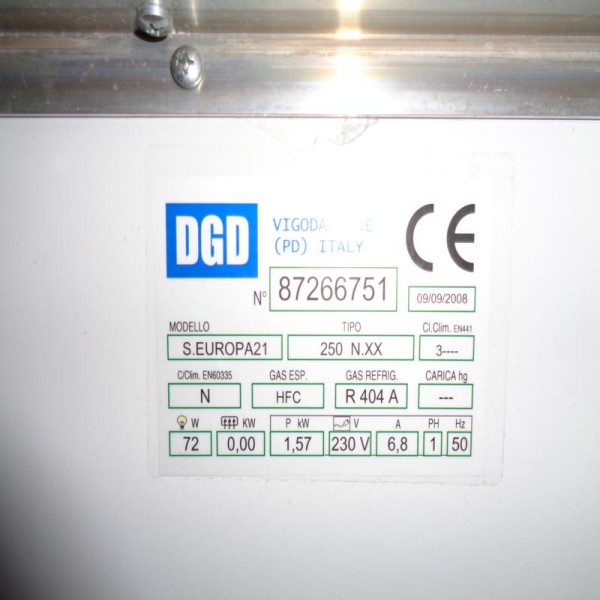 DGD
(PD) ITALY
CE
N° 87266751 09/09/2008
MODELLO TIPO Cl.Clim. EN441
S.EUROPA21 250 N.XX 3----
C/Clim. EN60335 GAS ESP. GAS REFRIG. CARICA hg
N HFC R 404 A ---
W KW P kW V A PH Hz
72 0,00 1,57 230 V 6,8 1 50